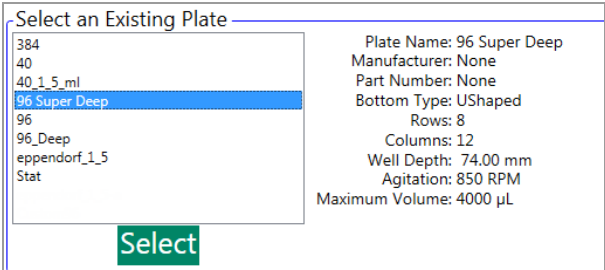 Select an Existing Plate
384
40
40_1_5_ml
96 Super Deep
96
96_Deep
eppendorf_1_5
Stat
Select
Plate Name: 96 Super Deep
Manufacturer: None
Part Number: None
Bottom Type: UShaped
Rows: 8
Columns: 12
Well Depth: 74.00 mm
Agitation: 850 RPM
Maximum Volume: 4000 µL